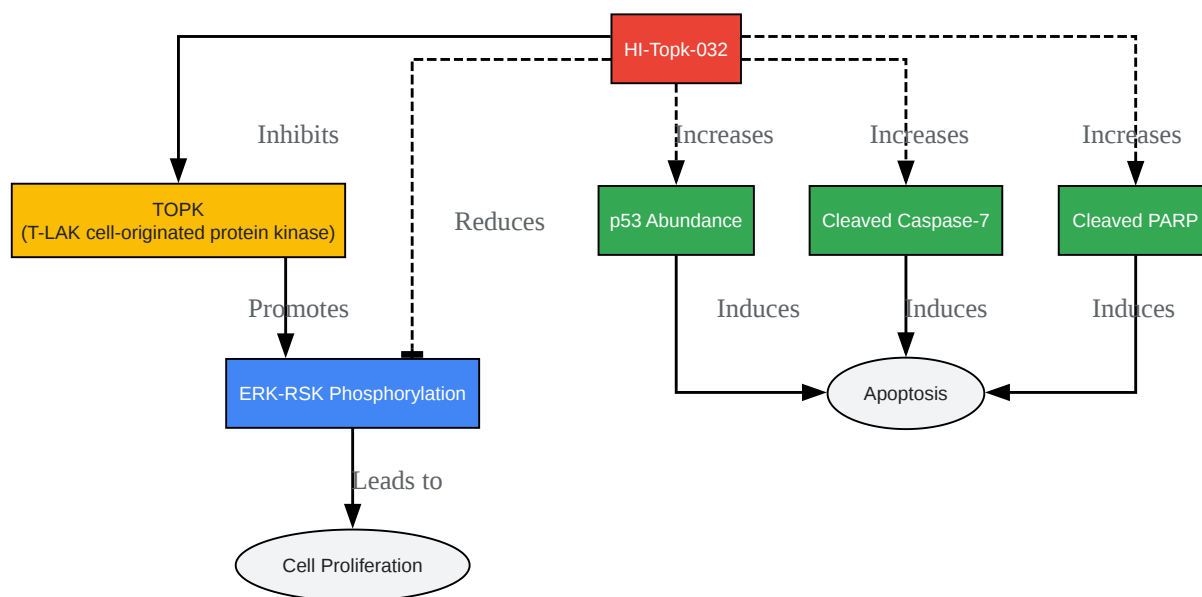 HI-Topk-032
Inhibits
Increases
Increases
Increases
TOPK
(T-LAK cell-originated protein kinase)
Reduces
p53 Abundance
Cleaved Caspase-7
Cleaved PARP
Promotes
Induces
Induces
Induces
ERK-RSK Phosphorylation
Apoptosis
Leads to
Cell Proliferation